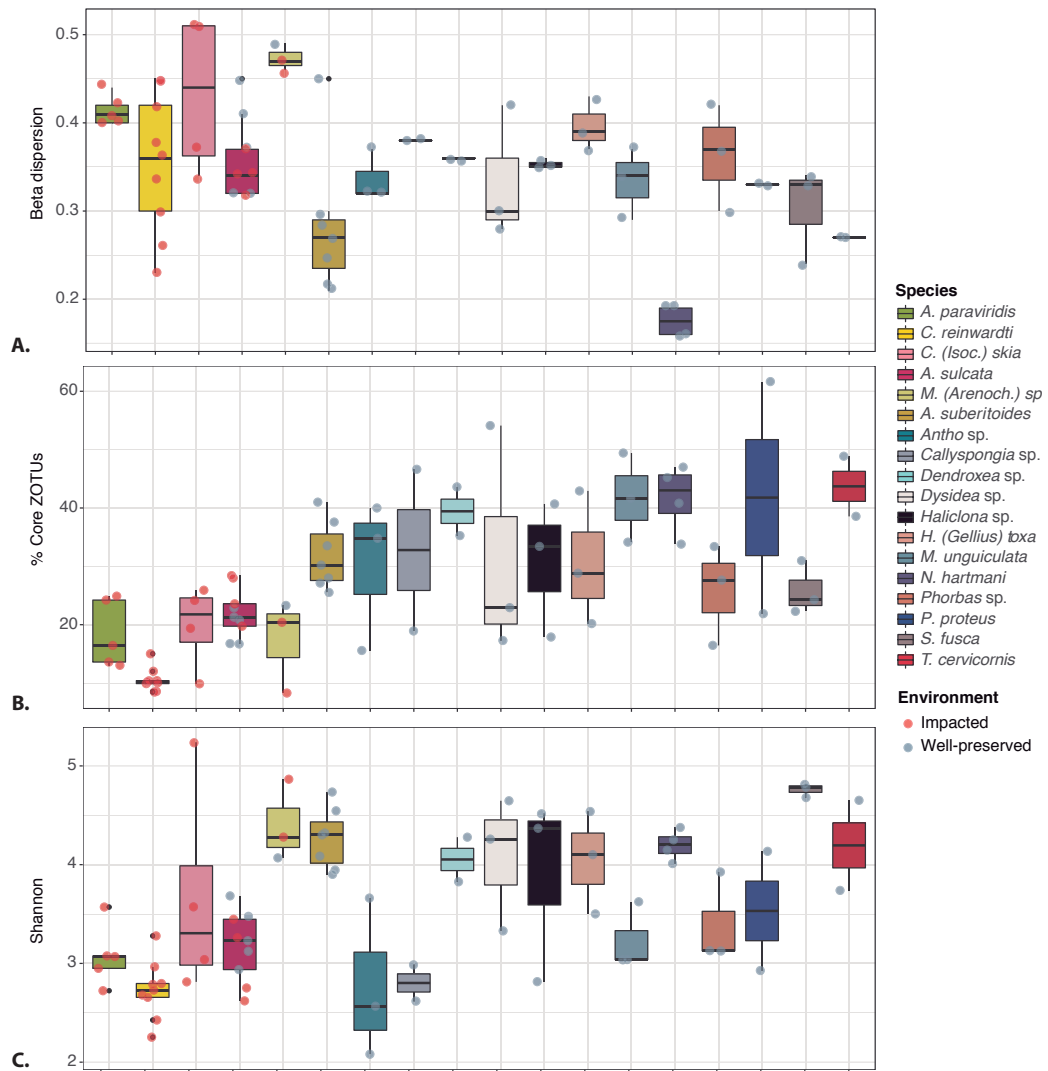 0.5
0.4
0.3
0.2
Beta dispersion
A.
60
40
20
% Core ZOTUs
B.
5
4
3
2
Shannon
C.
Species
A. paraviridis
C. reinwardti
C. (Isoc.) skia
A. sulcata
M. (Arenoch.) sp
A. suberitoides
Antho sp.
Callyspongia sp.
Dendroxea sp.
Dysidea sp.
Haliclona sp.
H. (Gellius) toxa
M. unguiculata
N. hartmani
Phorbas sp.
P. proteus
S. fusca
T. cervicornis
Environment
Impacted
Well-preserved